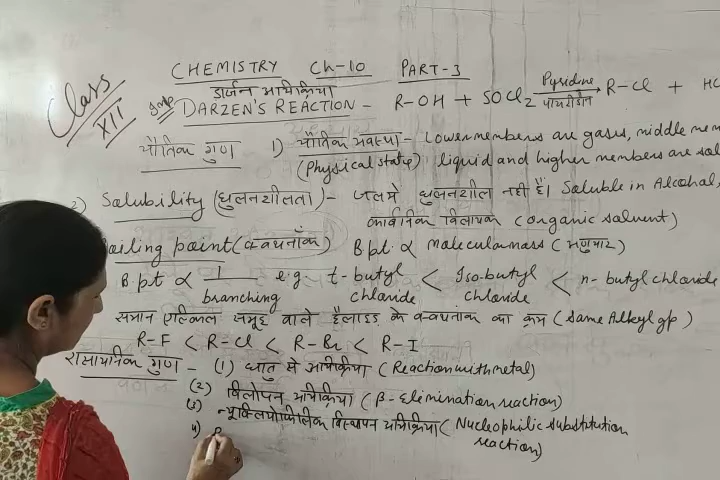 Class XII
CHEMISTRY Ch-10 PART-3
डार्जन अभिक्रिया
Imp DARZEN'S REACTION - R-OH + SOCl2 Pyridine पायरीडीन → R-Cl + HC
भौतिक गुण 1) भौतिक अवस्था - Lower members are gases, middle mem
(Physical state) liquid and higher members are sol
2) Solubility (घुलनशीलता) - जल में घुलनशील नहीं हैं। Soluble in Alcohal,
कार्बनिक विलायक (organic salvent)
Boiling point (क्वथनांक) B pt ∝ molecular mass (अणुभार)
B.pt ∝ 1/branching e.g. t-butyl chloride < Iso-butyl chloride < n-butyl chloride
समान एल्किल समूह वाले हैलाइड के क्वथनांक का क्रम (Same Alkyl gp)
R-F < R-Cl < R-Br < R-I
रासायनिक गुण - (1) धातु से अभिक्रिया (Reaction with metal)
(2) विलोपन अभिक्रिया (β-Elimination reaction)
(3) न्यूक्लियोफिलिक विस्थापन अभिक्रिया (Nucleophilic substitution
reaction)
4)